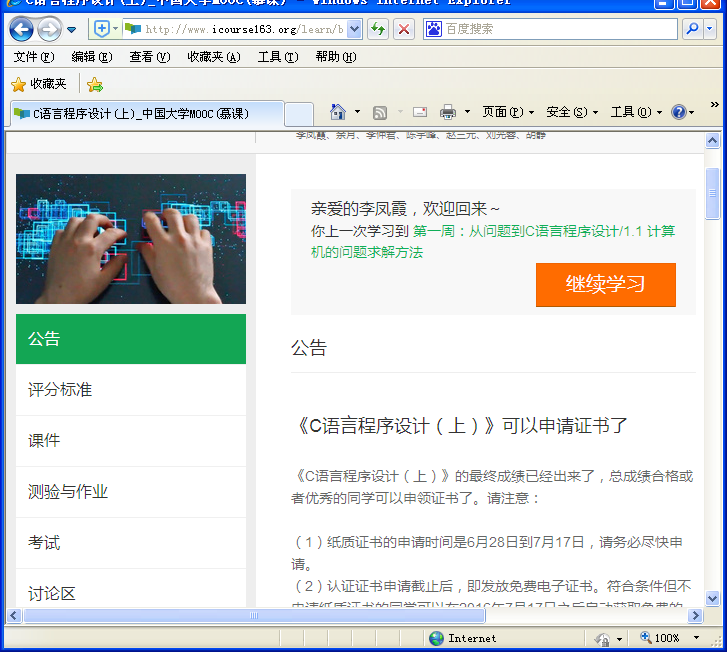 C语言程序设计(上)_中国大学MOOC(慕课) - Windows Internet Explorer
http://www.icourse163.org/learn/b
百度搜索
文件(F) 编辑(E) 查看(V) 收藏夹(A) 工具(T) 帮助(H)
收藏夹
C语言程序设计(上)_中国大学MOOC(慕课)
页面(P) 安全(S) 工具(O)
李凤霞、余月、李仲君、陈宇峰、赵三元、刘元蓉、胡静
亲爱的李凤霞，欢迎回来～
你上一次学习到 第一周：从问题到C语言程序设计/1.1 计算
机的问题求解方法
继续学习
公告
评分标准
课件
测验与作业
考试
讨论区
公告
《C语言程序设计（上）》可以申请证书了
《C语言程序设计（上）》的最终成绩已经出来了，总成绩合格或
者优秀的同学可以申领证书了。请注意：
（1）纸质证书的申请时间是6月28日到7月17日，请务必尽快申
请。
（2）认证证书申请截止后，即发放免费电子证书。符合条件但不
申请纸质证书的同学可以在2016年7月17日之后自动获取免费的
Internet
100%